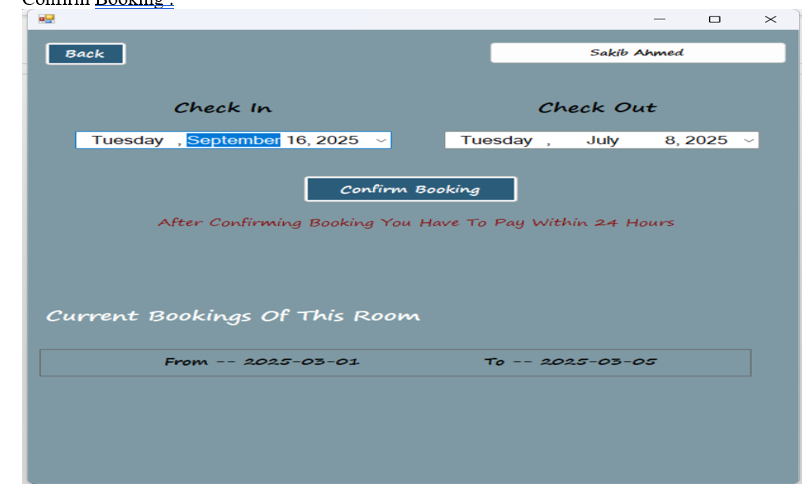 Confirm Booking :
Back
Sakib Ahmed
Check In Check Out
Tuesday , September 16, 2025 Tuesday , July 8, 2025
Confirm Booking
After Confirming Booking You Have To Pay Within 24 Hours
Current Bookings Of This Room
From -- 2025-03-01 To -- 2025-03-05